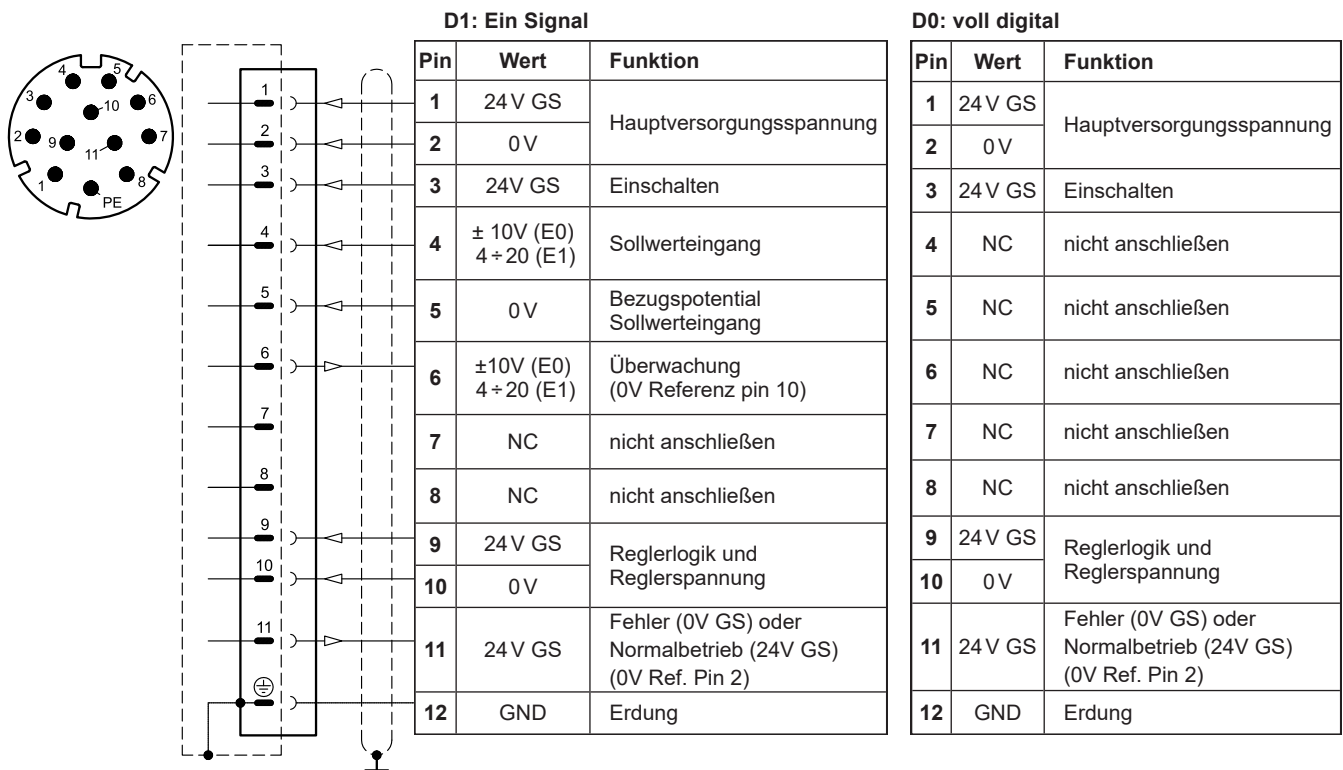 D1: Ein Signal
D0: voll digital
4 5
3 10 6
2 9 11 7
1 8
PE
1
2
3
4
5
6
7
8
9
10
11
Pin Wert Funktion
1 24 V GS Hauptversorgungsspannung
2 0 V
3 24V GS Einschalten
4 ± 10V (E0) Sollwerteingang
4 ÷ 20 (E1)
5 0 V Bezugspotential
Sollwerteingang
6 ±10V (E0) Überwachung
4 ÷ 20 (E1) (0V Referenz pin 10)
7 NC nicht anschließen
8 NC nicht anschließen
9 24 V GS Reglerlogik und
10 0 V Reglerspannung
11 24 V GS Fehler (0V GS) oder
Normalbetrieb (24V GS)
(0V Ref. Pin 2)
12 GND Erdung
Pin Wert Funktion
1 24 V GS Hauptversorgungsspannung
2 0 V
3 24 V GS Einschalten
4 NC nicht anschließen
5 NC nicht anschließen
6 NC nicht anschließen
7 NC nicht anschließen
8 NC nicht anschließen
9 24 V GS Reglerlogik und
10 0 V Reglerspannung
11 24 V GS Fehler (0V GS) oder
Normalbetrieb (24V GS)
(0V Ref. Pin 2)
12 GND Erdung